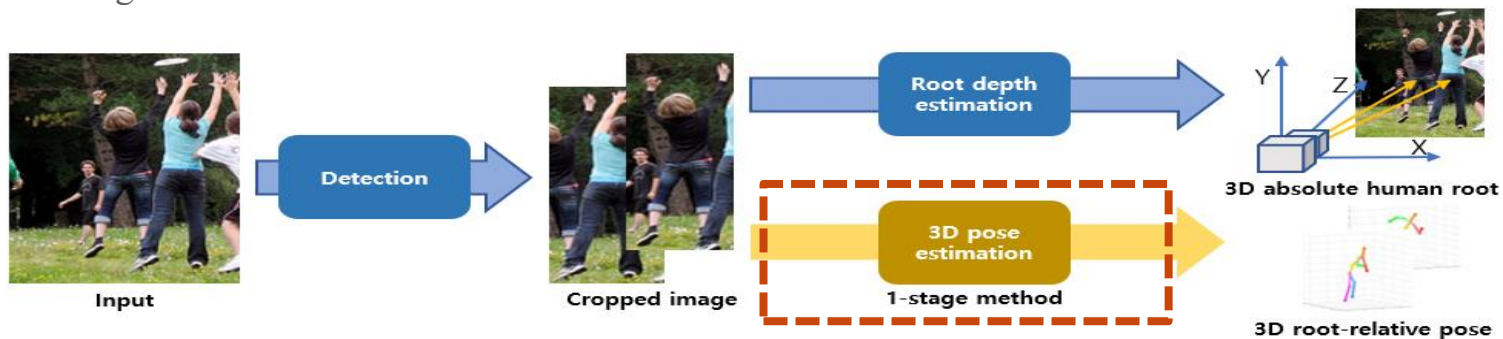 Root depth
estimation
Y
Z
X
Detection
3D absolute human root
3D pose
estimation
Input
Cropped image
1-stage method
3D root-relative pose